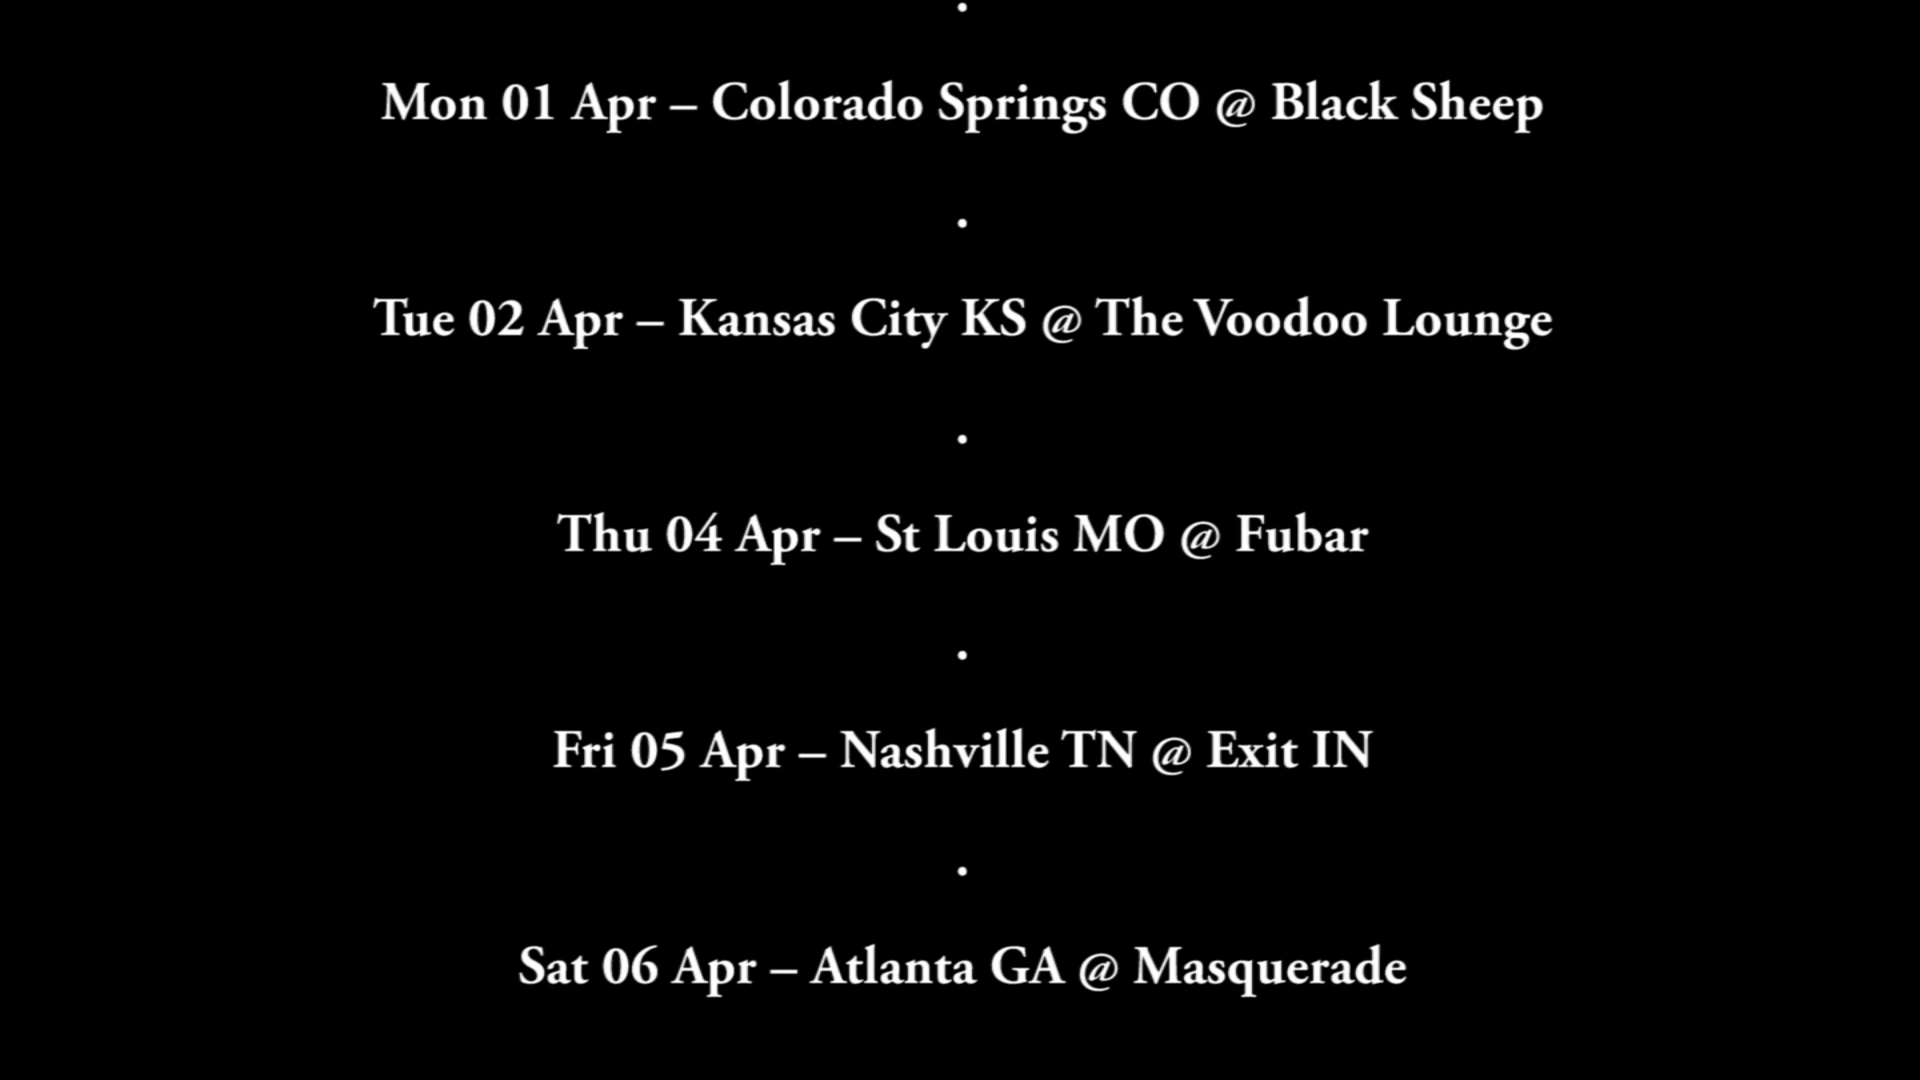 .
Mon 01 Apr – Colorado Springs CO @ Black Sheep
.
Tue 02 Apr – Kansas City KS @ The Voodoo Lounge
.
Thu 04 Apr – St Louis MO @ Fubar
.
Fri 05 Apr – Nashville TN @ Exit IN
.
Sat 06 Apr – Atlanta GA @ Masquerade